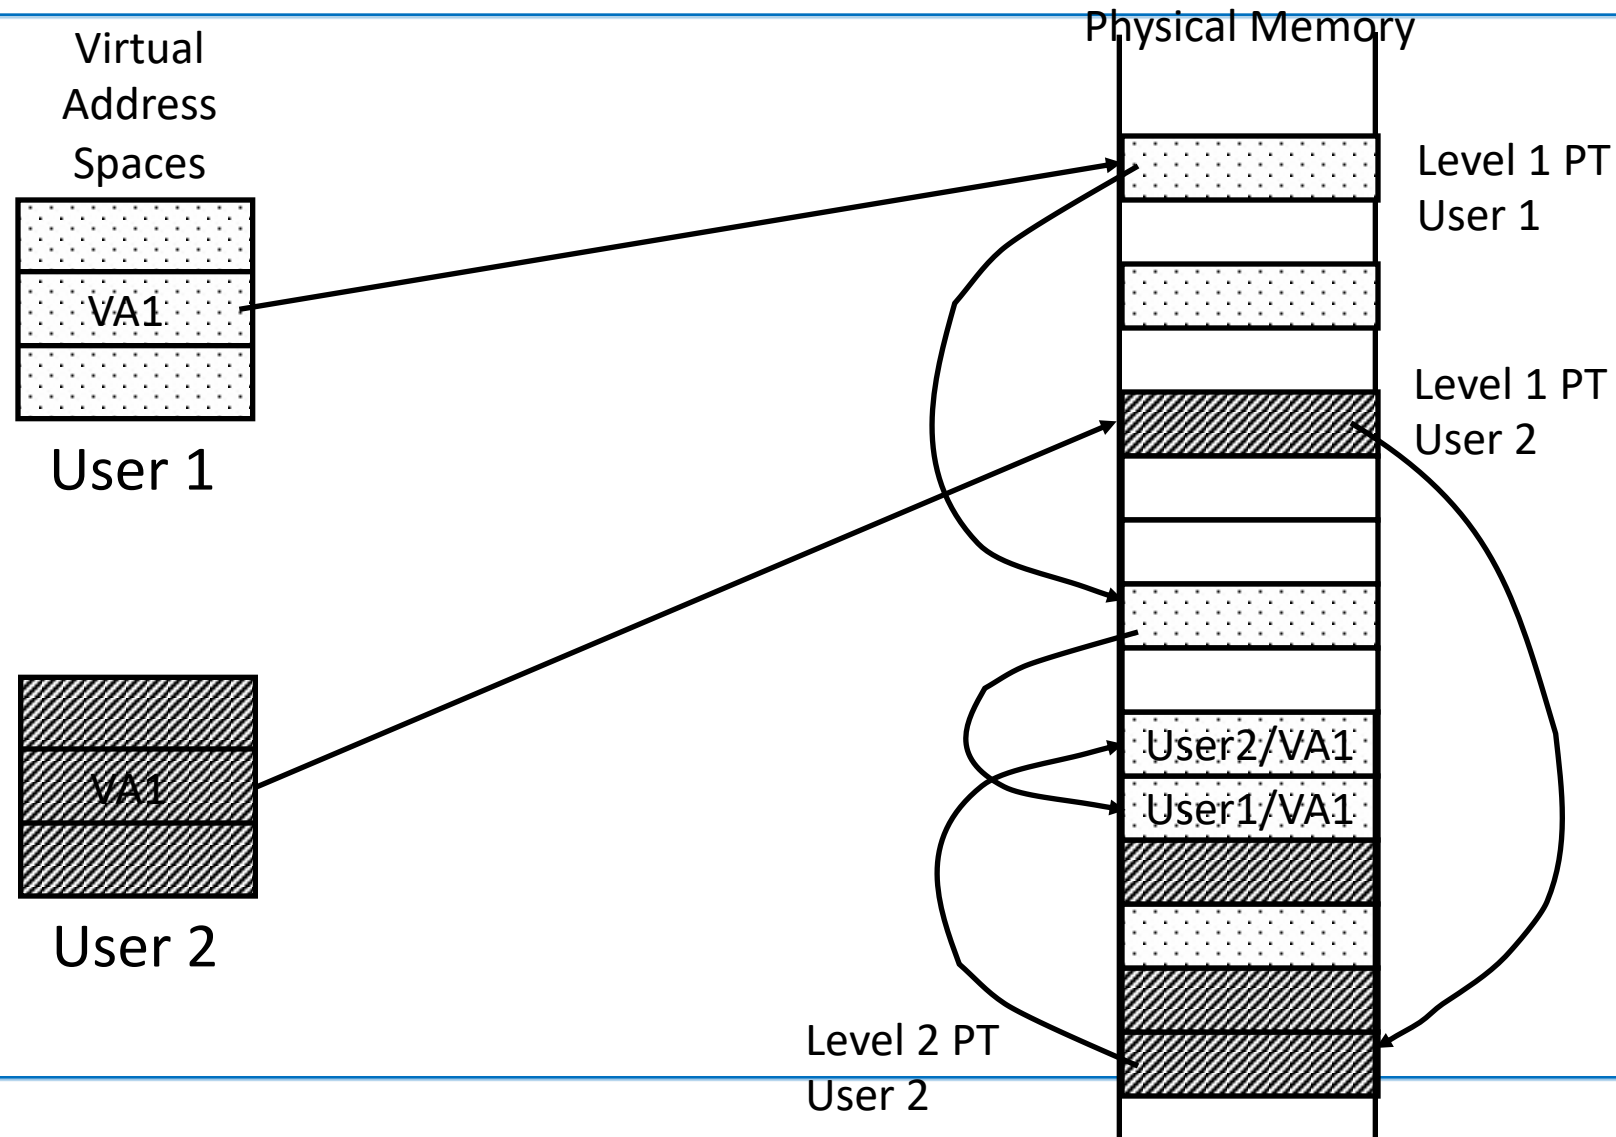 Physical Memory
Virtual
Address
Spaces
Level 1 PT
User 1
VA1
Level 1 PT
User 2
User 1
User2/VA1
VA1
User1/VA1
User 2
Level 2 PT
User 2